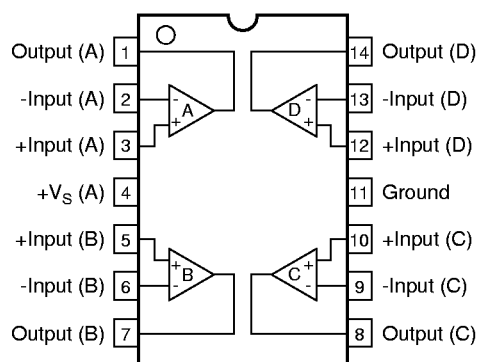 Output (A) 1 14 Output (D)
-Input (A) 2 - - 13 -Input (D)
A D
+Input (A) 3 + + 12 +Input (D)
+VS (A) 4 11 Ground
+Input (B) 5 + + 10 +Input (C)
B C
-Input (B) 6 - - 9 -Input (C)
Output (B) 7 8 Output (C)